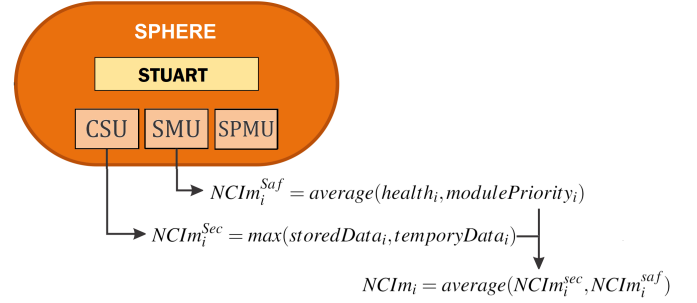 SPHERE
STUART
CSU SMU SPMU
NCIm_i^{Saf} = average(health_i, modulePriority_i)
NCIm_i^{Sec} = max(storedData_i, temporyData_i)
NCIm_i = average(NCIm_i^{sec}, NCIm_i^{saf})